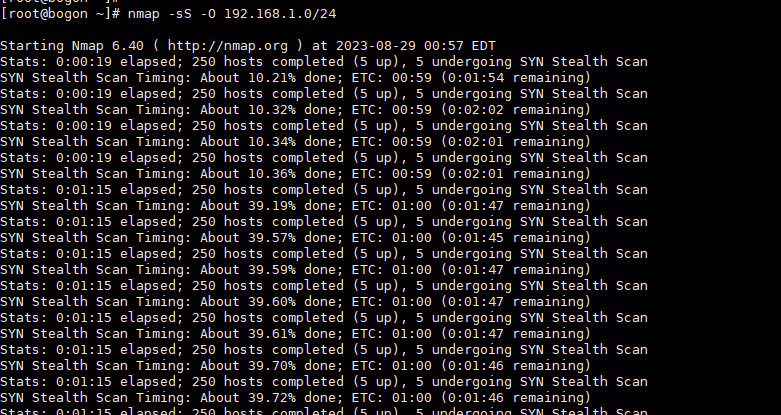 [root@bogon ~]#
[root@bogon ~]# nmap -sS -O 192.168.1.0/24
Starting Nmap 6.40 ( http://nmap.org ) at 2023-08-29 00:57 EDT
Stats: 0:00:19 elapsed; 250 hosts completed (5 up), 5 undergoing SYN Stealth Scan
SYN Stealth Scan Timing: About 10.21% done; ETC: 00:59 (0:01:54 remaining)
Stats: 0:00:19 elapsed; 250 hosts completed (5 up), 5 undergoing SYN Stealth Scan
SYN Stealth Scan Timing: About 10.32% done; ETC: 00:59 (0:02:02 remaining)
Stats: 0:00:19 elapsed; 250 hosts completed (5 up), 5 undergoing SYN Stealth Scan
SYN Stealth Scan Timing: About 10.34% done; ETC: 00:59 (0:02:01 remaining)
Stats: 0:00:19 elapsed; 250 hosts completed (5 up), 5 undergoing SYN Stealth Scan
SYN Stealth Scan Timing: About 10.36% done; ETC: 00:59 (0:02:01 remaining)
Stats: 0:01:15 elapsed; 250 hosts completed (5 up), 5 undergoing SYN Stealth Scan
SYN Stealth Scan Timing: About 39.19% done; ETC: 01:00 (0:01:47 remaining)
Stats: 0:01:15 elapsed; 250 hosts completed (5 up), 5 undergoing SYN Stealth Scan
SYN Stealth Scan Timing: About 39.57% done; ETC: 01:00 (0:01:45 remaining)
Stats: 0:01:15 elapsed; 250 hosts completed (5 up), 5 undergoing SYN Stealth Scan
SYN Stealth Scan Timing: About 39.59% done; ETC: 01:00 (0:01:47 remaining)
Stats: 0:01:15 elapsed; 250 hosts completed (5 up), 5 undergoing SYN Stealth Scan
SYN Stealth Scan Timing: About 39.60% done; ETC: 01:00 (0:01:47 remaining)
Stats: 0:01:15 elapsed; 250 hosts completed (5 up), 5 undergoing SYN Stealth Scan
SYN Stealth Scan Timing: About 39.61% done; ETC: 01:00 (0:01:47 remaining)
Stats: 0:01:15 elapsed; 250 hosts completed (5 up), 5 undergoing SYN Stealth Scan
SYN Stealth Scan Timing: About 39.70% done; ETC: 01:00 (0:01:46 remaining)
Stats: 0:01:15 elapsed; 250 hosts completed (5 up), 5 undergoing SYN Stealth Scan
SYN Stealth Scan Timing: About 39.72% done; ETC: 01:00 (0:01:46 remaining)
Stats: 0:01:15 elapsed; 250 hosts completed (5 up), 5 undergoing SYN Stealth Scan